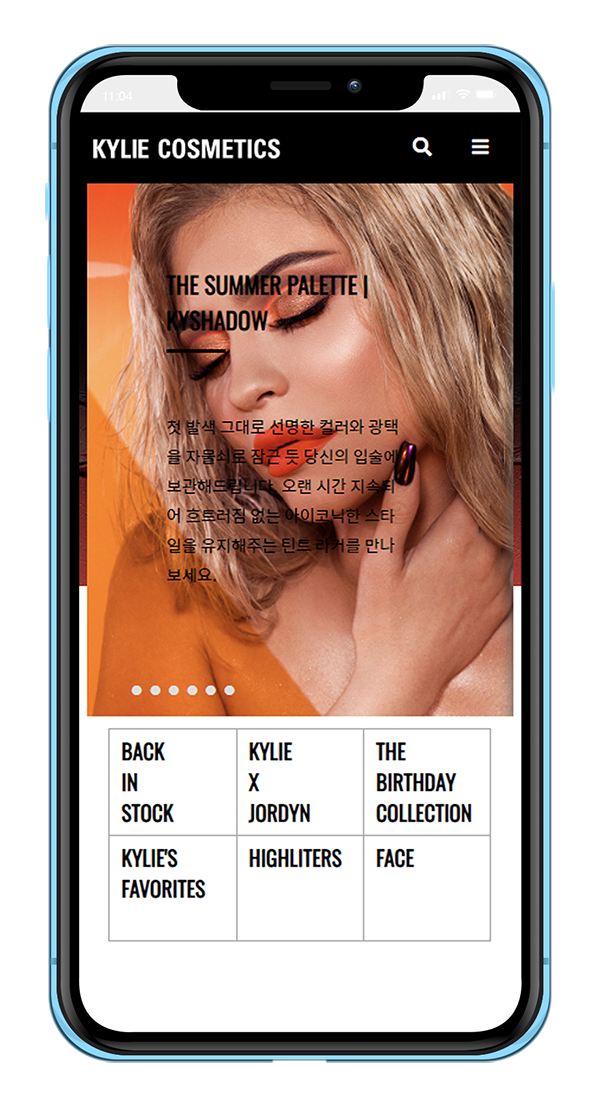 11:04
KYLIE COSMETICS
THE SUMMER PALETTE |
KYSHADOW
첫 발색 그대로 선명한 컬러와 광택
을 자물쇠로 잠근 듯 당신의 입술에
보관해드립니다. 오랜 시간 지속되
어 흐트러짐 없는 아이코닉한 스타
일을 유지해주는 틴트 라커를 만나
보세요.
BACK
IN
STOCK
KYLIE
X
JORDYN
THE
BIRTHDAY
COLLECTION
KYLIE'S
FAVORITES
HIGHLITERS
FACE